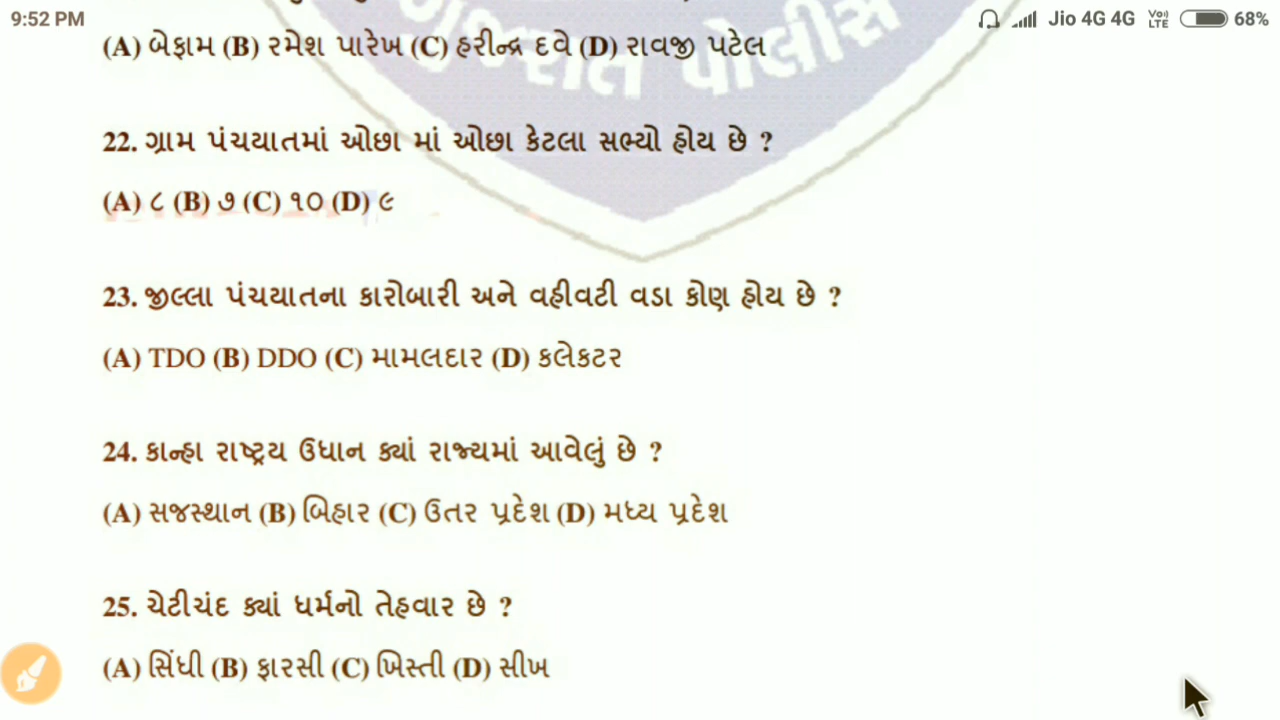 9:52 PM Jio 4G 4G VoLTE 68%
(A) બેફામ (B) રમેશ પારેખ (C) હરીન્દ્ર દવે (D) રાવજી પટેલ
ગુજરાત પોલીસ
22. ગ્રામ પંચયાતમાં ઓછા માં ઓછા કેટલા સભ્યો હોય છે ?
(A) ૮ (B) ૭ (C) ૧૦ (D) ૯
23. જીલ્લા પંચયાતના કારોબારી અને વહીવટી વડા કોણ હોય છે ?
(A) TDO (B) DDO (C) મામલદાર (D) કલેકટર
24. કાન્હા રાષ્ટ્રય ઉધાન ક્યાં રાજ્યમાં આવેલું છે ?
(A) સજસ્થાન (B) બિહાર (C) ઉતર પ્રદેશ (D) મધ્ય પ્રદેશ
25. ચેટીચંદ ક્યાં ધર્મનો તેહવાર છે ?
(A) સિંધી (B) ફારસી (C) ખિસ્તી (D) સીખ